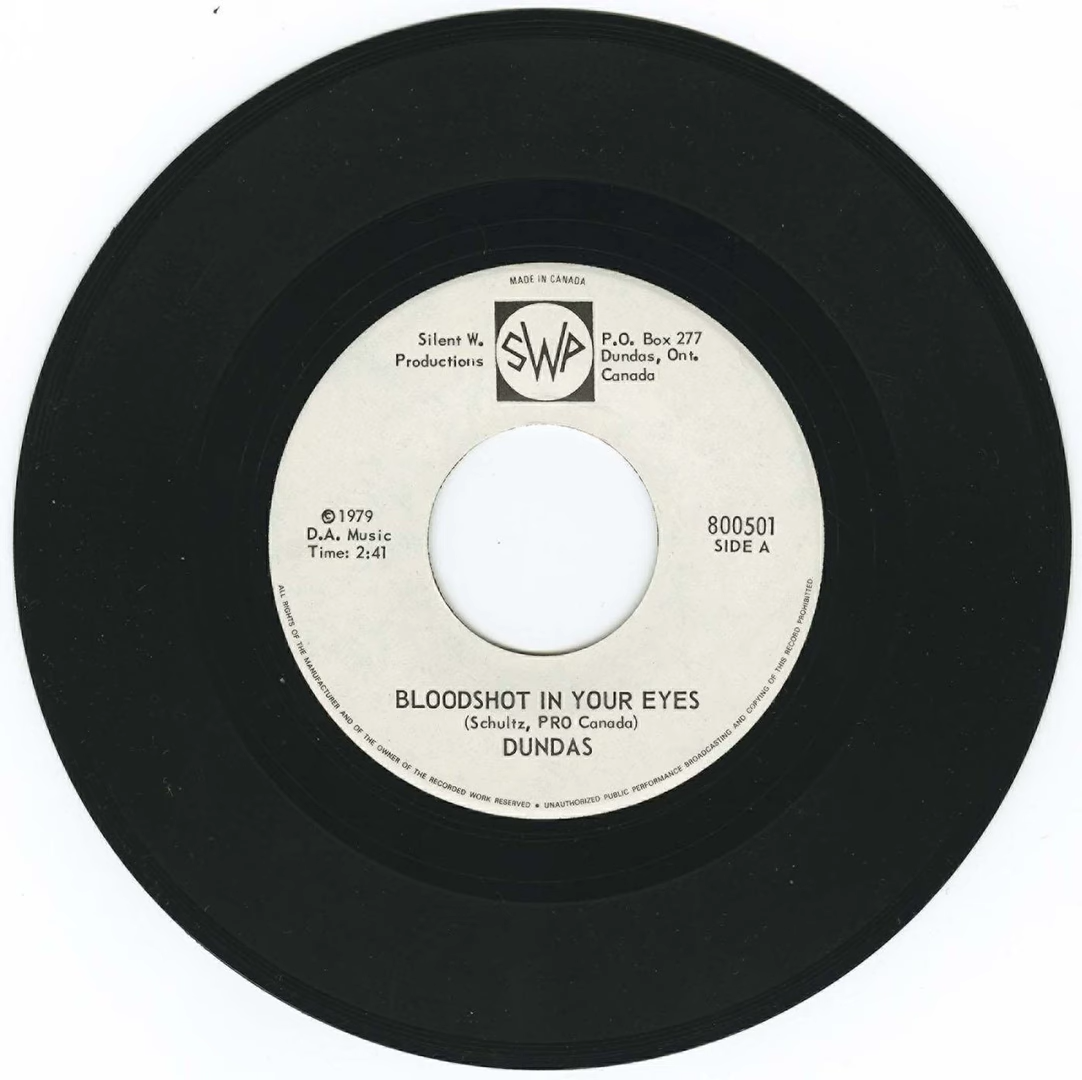 MADE IN CANADA
Silent W.
Productions
SWP
P.O. Box 277
Dundas, Ont.
Canada
©1979
D.A. Music
Time: 2:41
800501
SIDE A
BLOODSHOT IN YOUR EYES
(Schultz, PRO Canada)
DUNDAS
ALL RIGHTS OF THE MANUFACTURER AND OF THE OWNER OF THE RECORDED WORK RESERVED ■ UNAUTHORIZED PUBLIC PERFORMANCE BROADCASTING AND COPYING OF THIS RECORD PROHIBITED